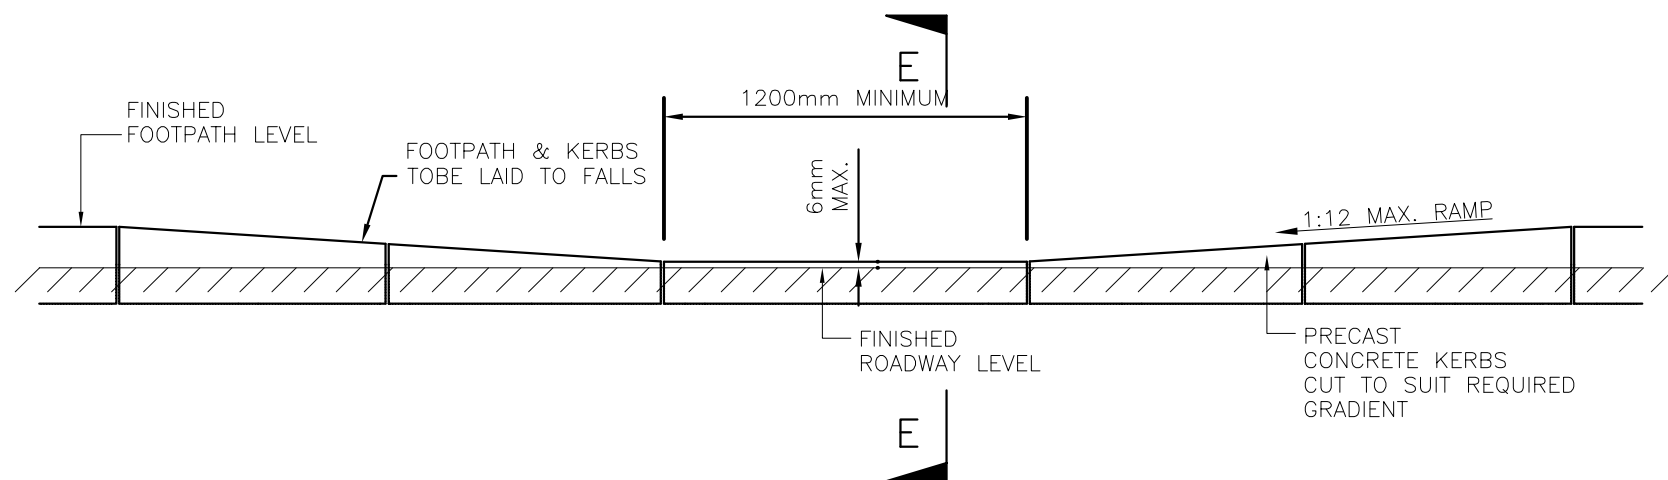 E
1200mm MINIMUM
FINISHED
FOOTPATH LEVEL
FOOTPATH & KERBS
TOBE LAID TO FALLS
6mm
MAX.
1:12 MAX. RAMP
FINISHED
ROADWAY LEVEL
PRECAST
CONCRETE KERBS
CUT TO SUIT REQUIRED
GRADIENT
E